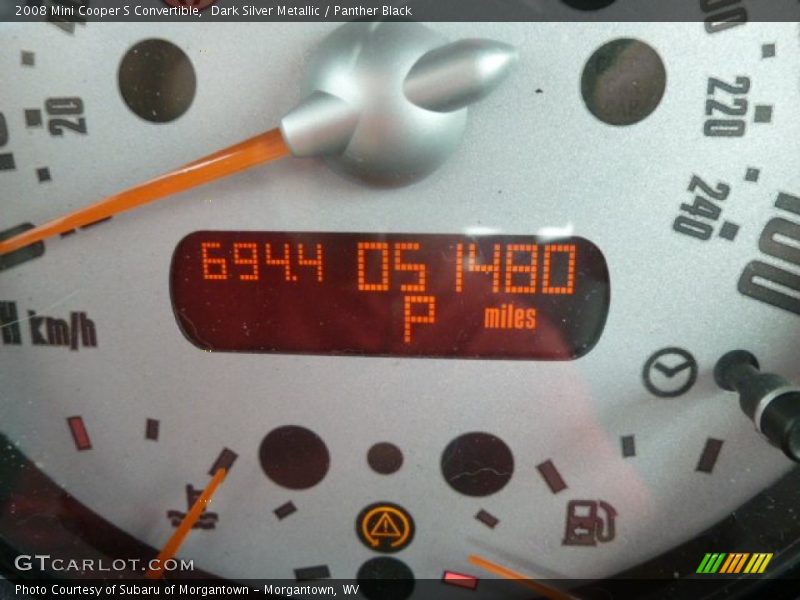 2008 Mini Cooper S Convertible, Dark Silver Metallic / Panther Black
20
220
240
100
694.4 051480
P miles
km/h
GTCARLOT.COM
Photo Courtesy of Subaru of Morgantown - Morgantown, WV